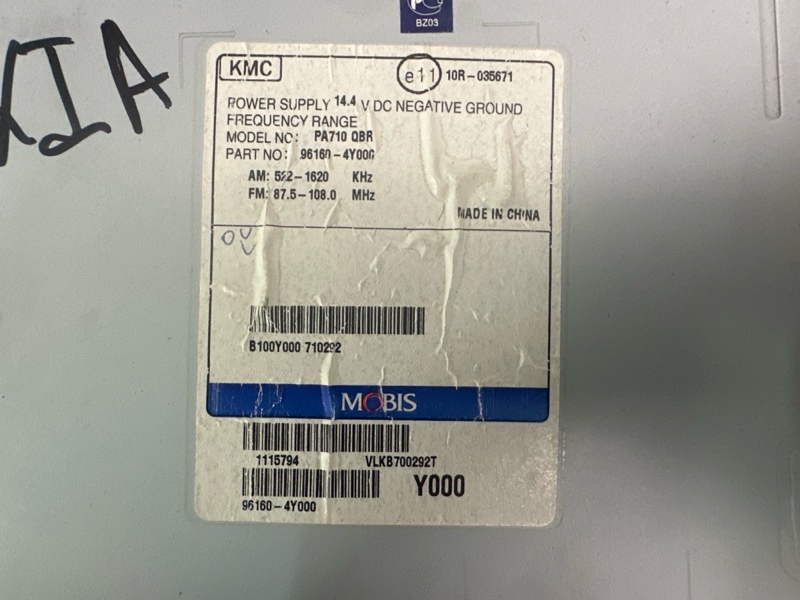 BZ03
KIA
KMC
e11 10R-035671
POWER SUPPLY 14.4 V DC NEGATIVE GROUND
FREQUENCY RANGE
MODEL NO: PA710 QBR
PART NO: 96160-4Y000
AM: 522-1620 KHz
FM: 87.5-108.0 MHz
MADE IN CHINA
B100Y000 710292
MOBIS
1115794 VLKB700292T
Y000
96160-4Y000